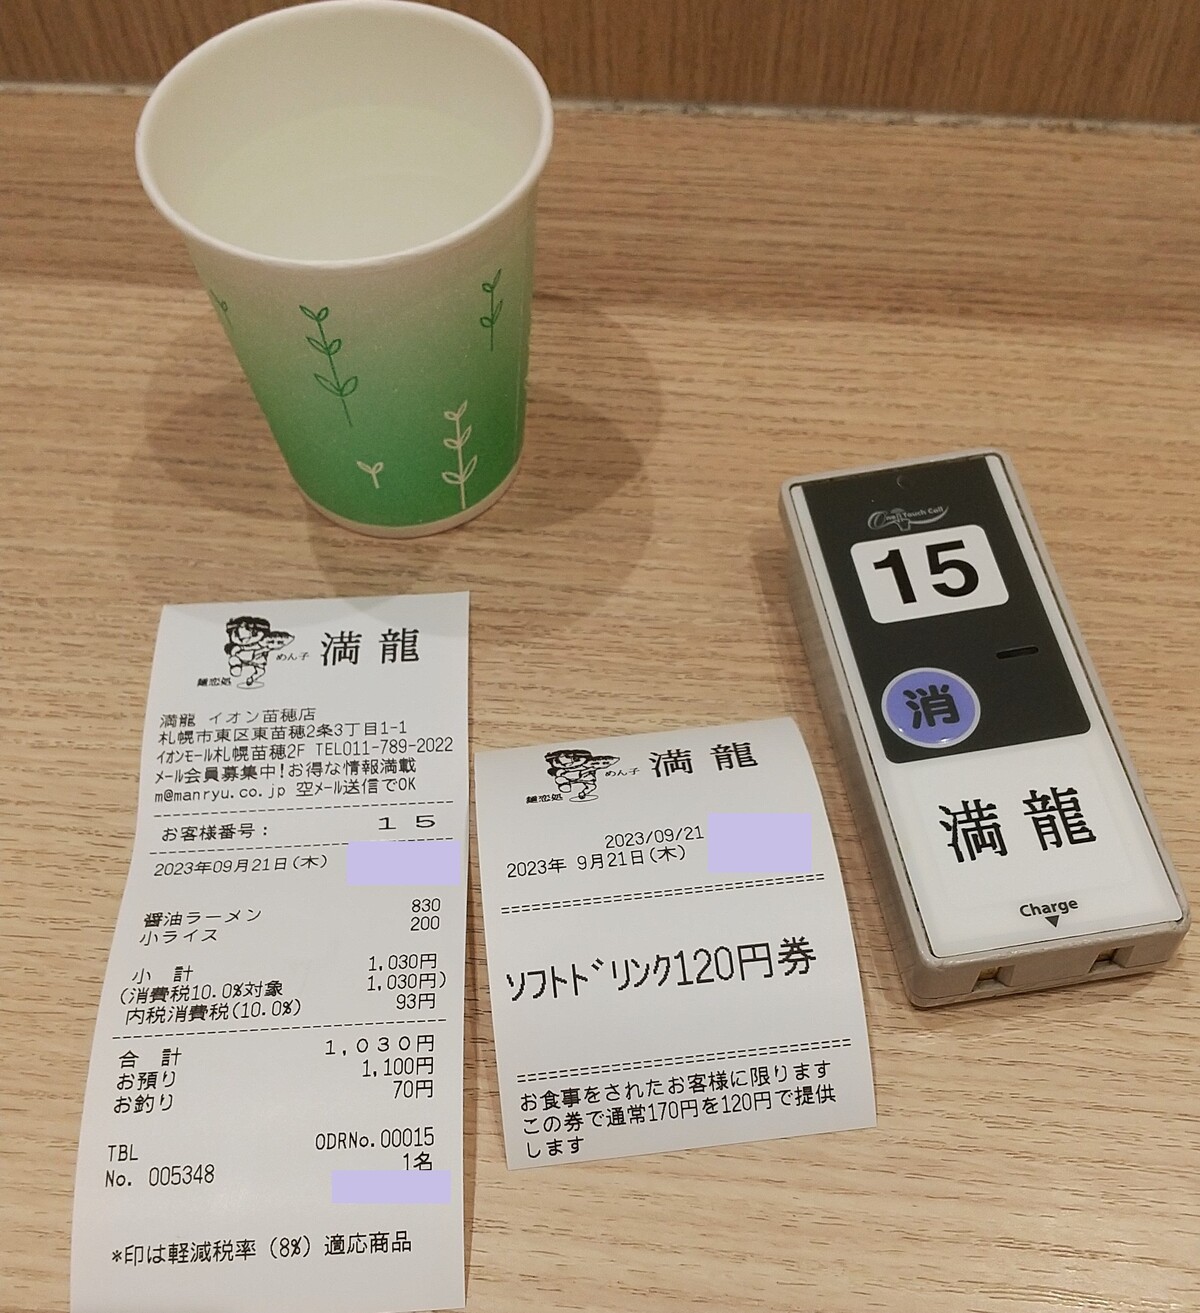 麺恋処 めん子 満龍
満龍 イオン苗穂店
札幌市東区東苗穂2条3丁目1-1
ｲｵﾝﾓｰﾙ札幌苗穂2F TEL011-789-2022
ﾒｰﾙ会員募集中!お得な情報満載
m@manryu.co.jp 空ﾒｰﾙ送信でOK
お客様番号： 15
2023年09月21日(木)
醤油ラーメン 830
小ライス 200
小 計 1,030円
(消費税10.0%対象 1,030円)
内税消費税(10.0%) 93円
合 計 1,030円
お預り 1,100円
お釣り 70円
TBL ODRNo.00015
No. 005348 1名
*印は軽減税率（8%）適応商品
麺恋処 めん子 満龍
2023/09/21
2023年 9月21日(木)
ｿﾌﾄﾄﾞﾘﾝｸ120円券
お食事をされたお客様に限ります
この券で通常170円を120円で提供
します
One Touch Call
15
消
満龍
Charge